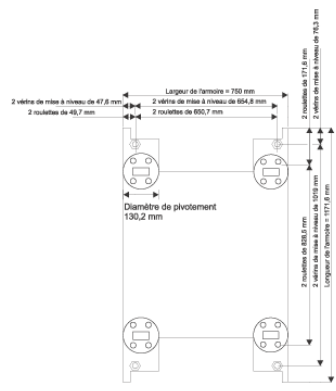 Largeur de l'armoire = 750 mm
2 vérins de mise à niveau de 47,6 mm
2 vérins de mise à niveau de 654,8 mm
2 roulettes de 49,7 mm
2 roulettes de 650,7 mm
2 roulettes de 171,6 mm
2 vérins de mise à niveau de 76,3 mm
Diamètre de pivotement
130,2 mm
2 roulettes de 828,5 mm
2 vérins de mise à niveau de 1019 mm
Longueur de l'armoire = 1171,6 mm